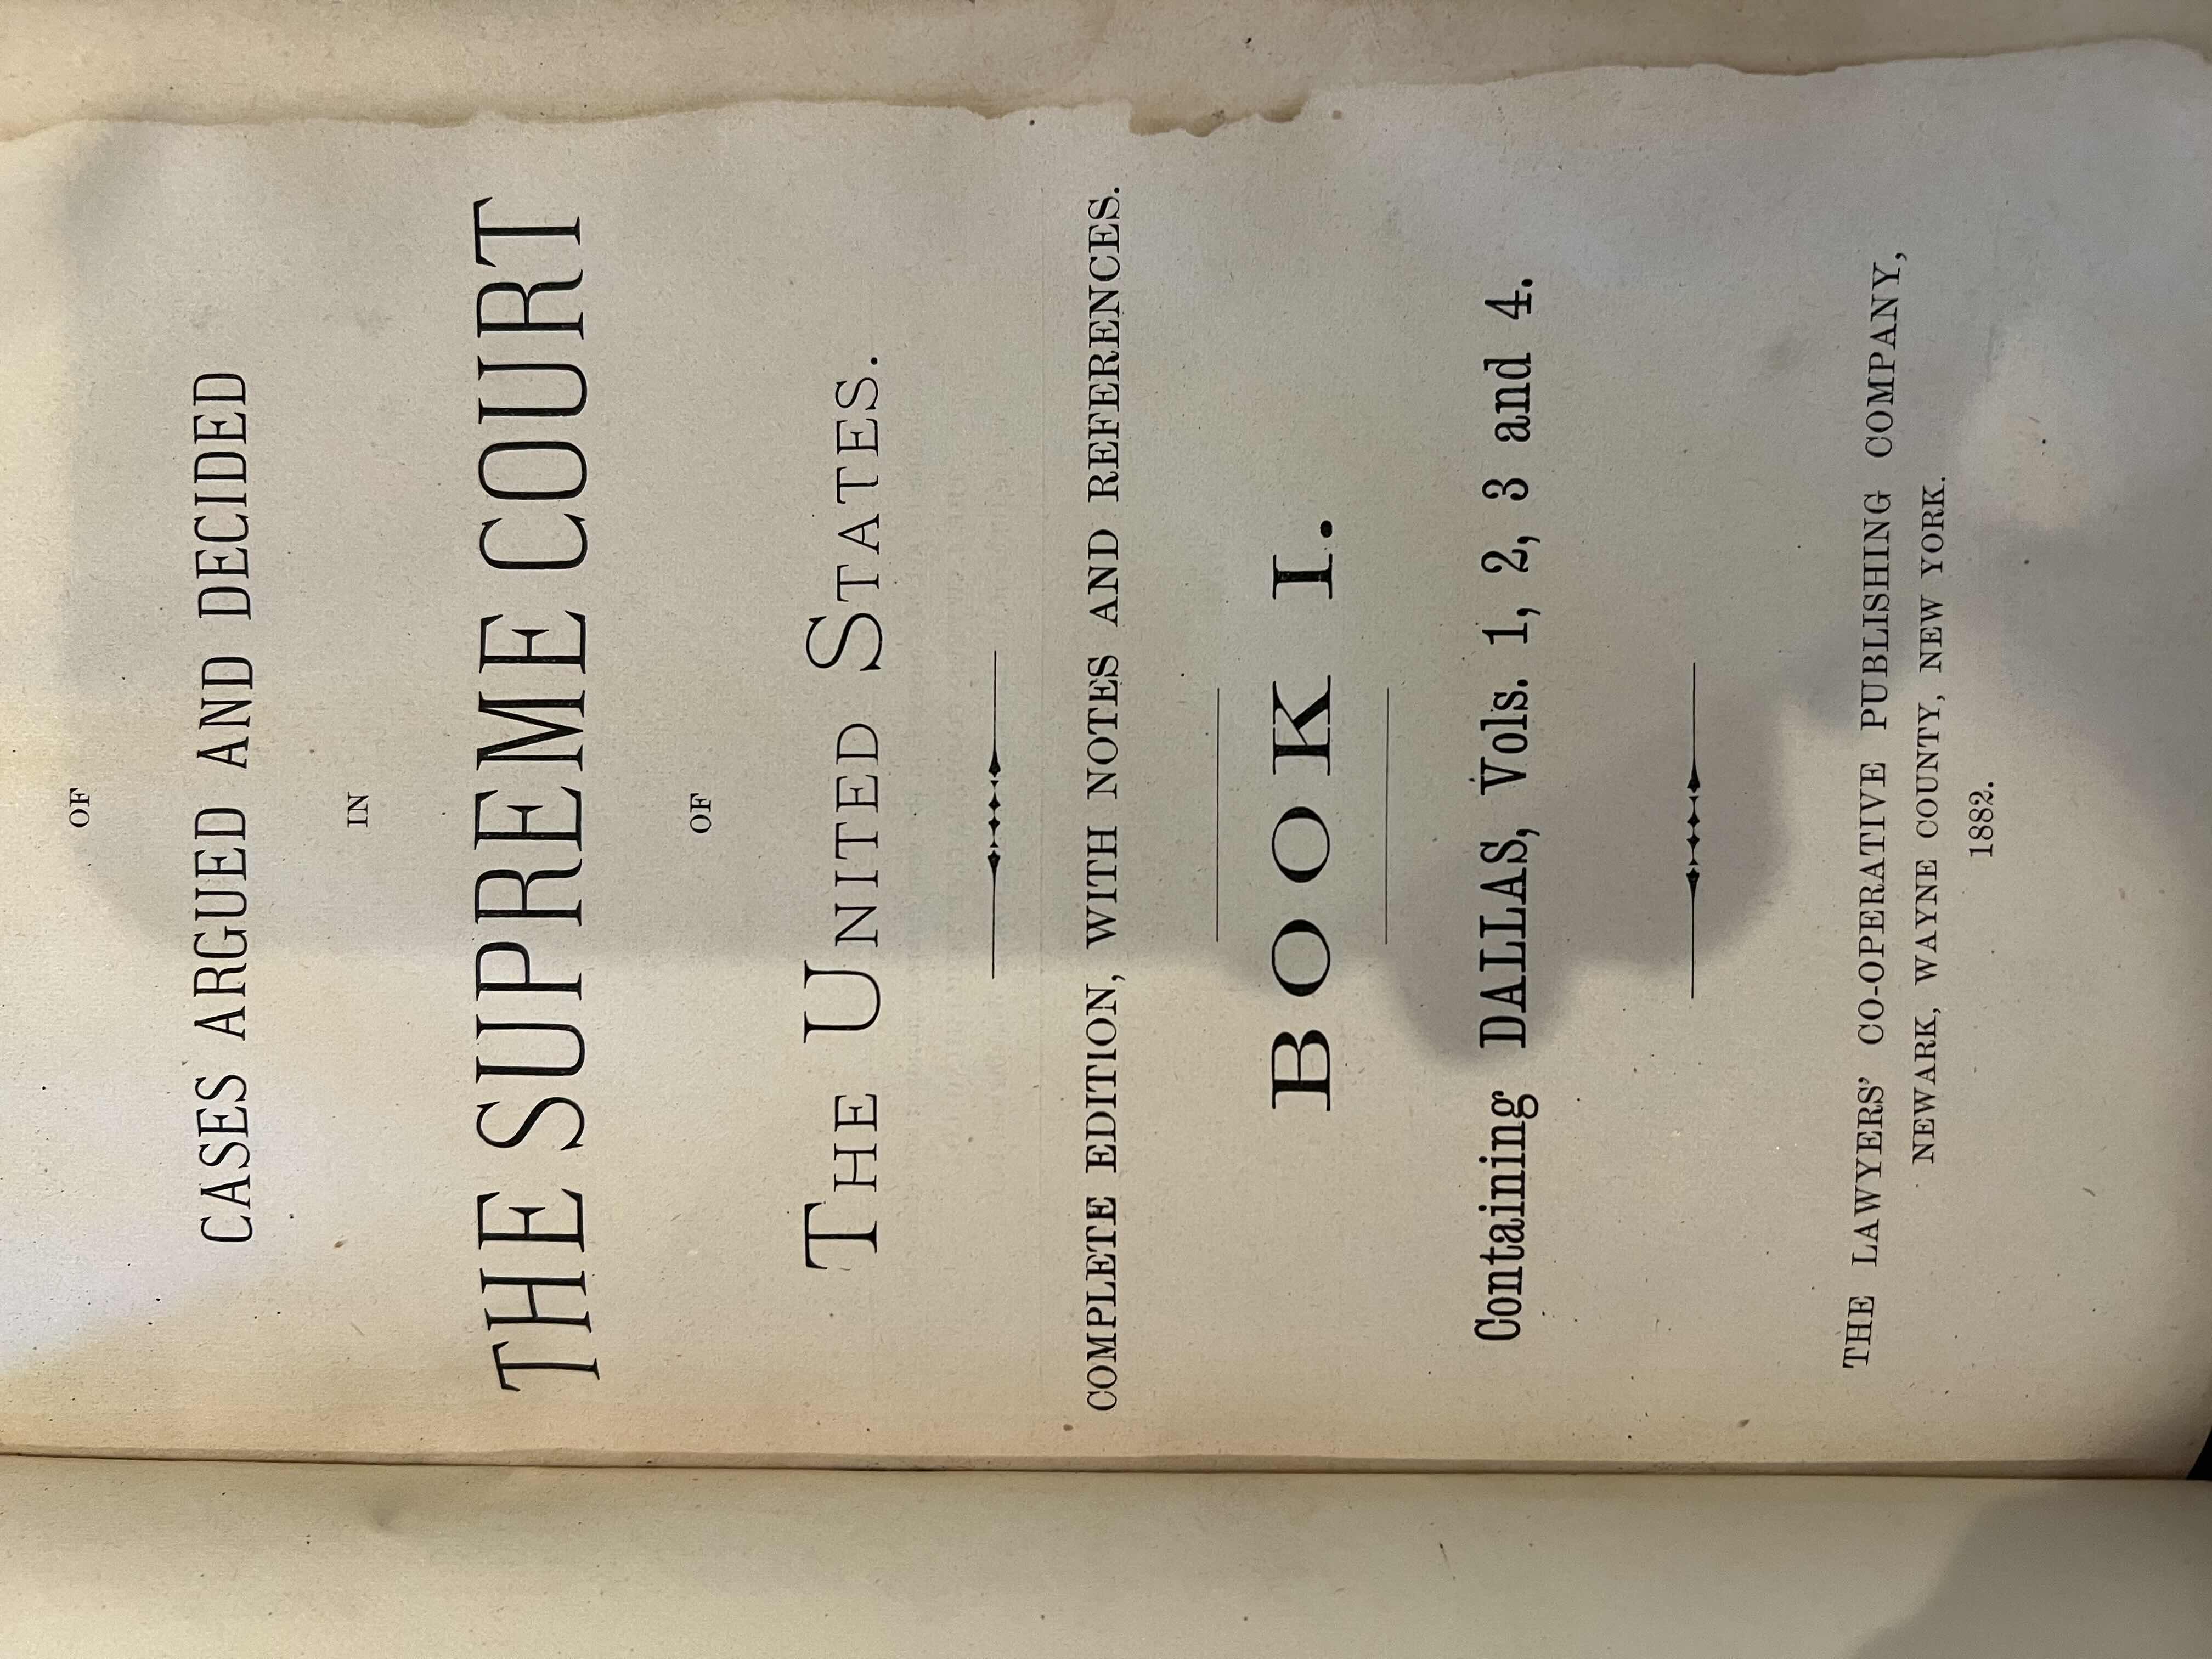 OF
CASES ARGUED AND DECIDED
IN
THE SUPREME COURT
OF
THE UNITED STATES.
COMPLETE EDITION, WITH NOTES AND REFERENCES.
BOOK I.
Containing DALLAS, Vols. 1, 2, 3 and 4.
THE LAWYERS' CO-OPERATIVE PUBLISHING COMPANY,
NEWARK, WAYNE COUNTY, NEW YORK.
1882.